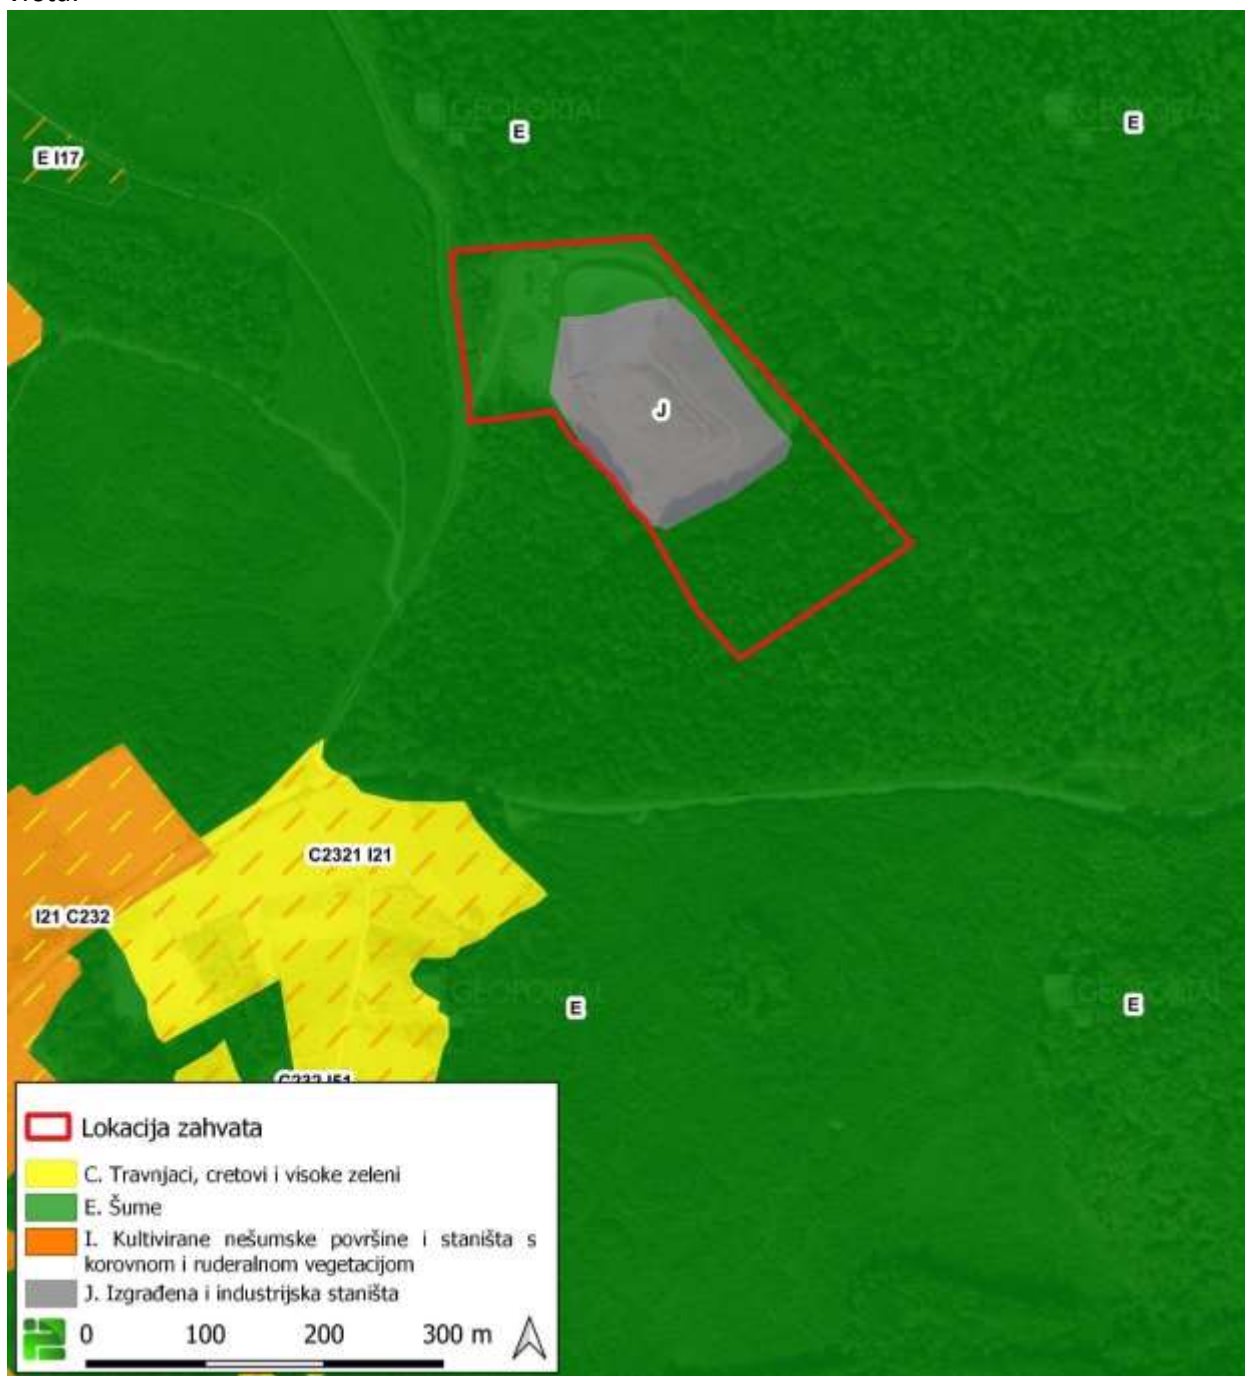 E
E
E I17
J
C2321 I21
I21 C232
E
E
Lokacija zahvata
C. Travnjaci, cretovi i visoke zeleni
E. Šume
I. Kultivirane nešumske površine i staništa s
korovnom i ruderalnom vegetacijom
J. Izgrađena i industrijska staništa
0 100 200 300 m